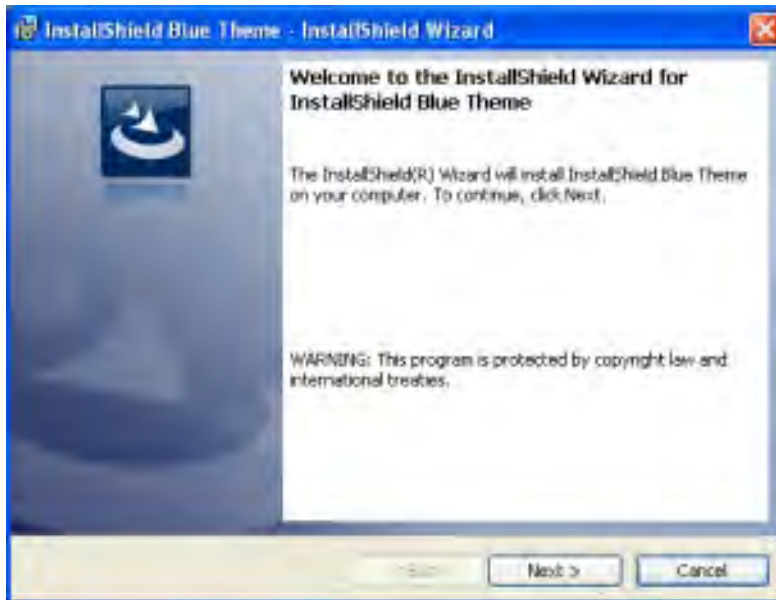 InstallShield Blue Theme - InstallShield Wizard
Welcome to the InstallShield Wizard for
InstallShield Blue Theme
The InstallShield(R) Wizard will install InstallShield Blue Theme
on your computer. To continue, click Next.
WARNING: This program is protected by copyright law and
international treaties.
< Back
Next >
Cancel